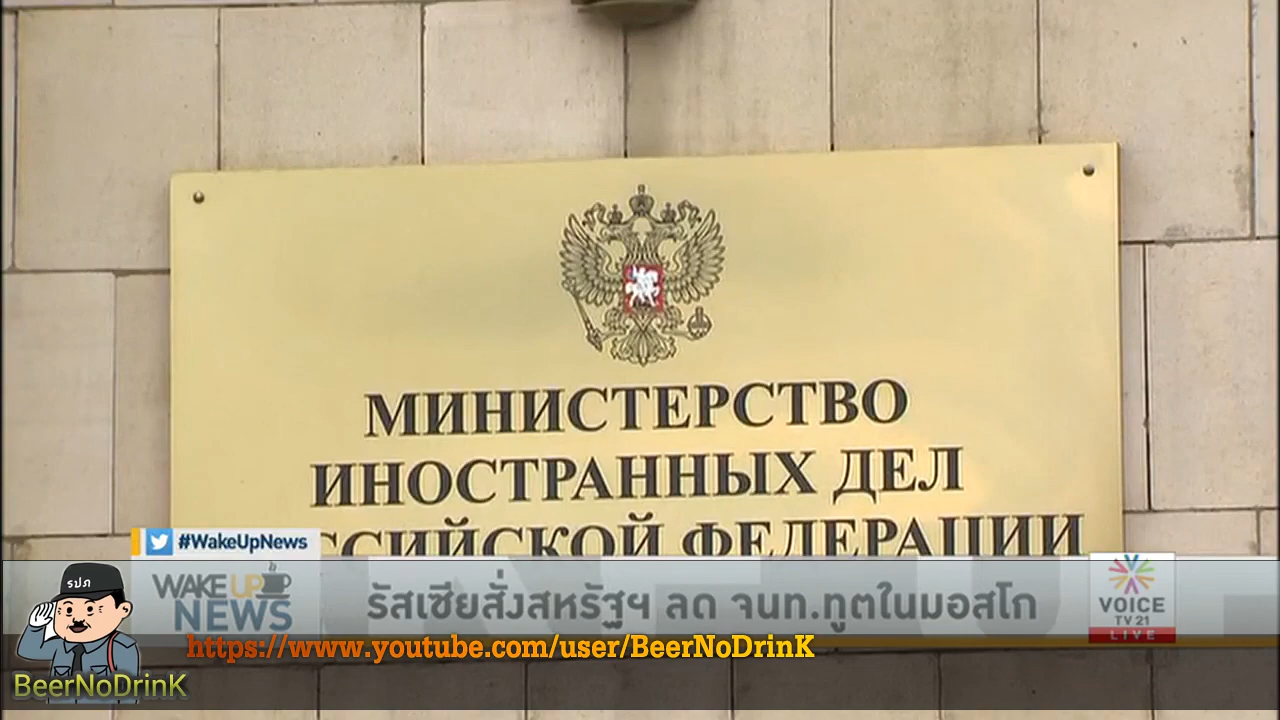 МИНИСТЕРСТВО
ИНОСТРАННЫХ ДЕЛ
ССИЙСКОЙ ФЕДЕРАЦИИ
#WakeUpNews
WAKE UP
NEWS
รัสเซียสั่งสหรัฐฯ ลด จนท.ทูตในมอสโก
VOICE
TV 21
LIVE
รปภ
https://www.youtube.com/user/BeerNoDrinK
BeerNoDrinK